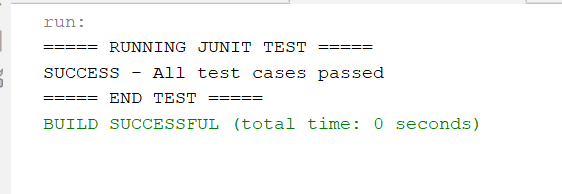 run:
===== RUNNING JUNIT TEST =====
SUCCESS - All test cases passed
===== END TEST =====
BUILD SUCCESSFUL (total time: 0 seconds)